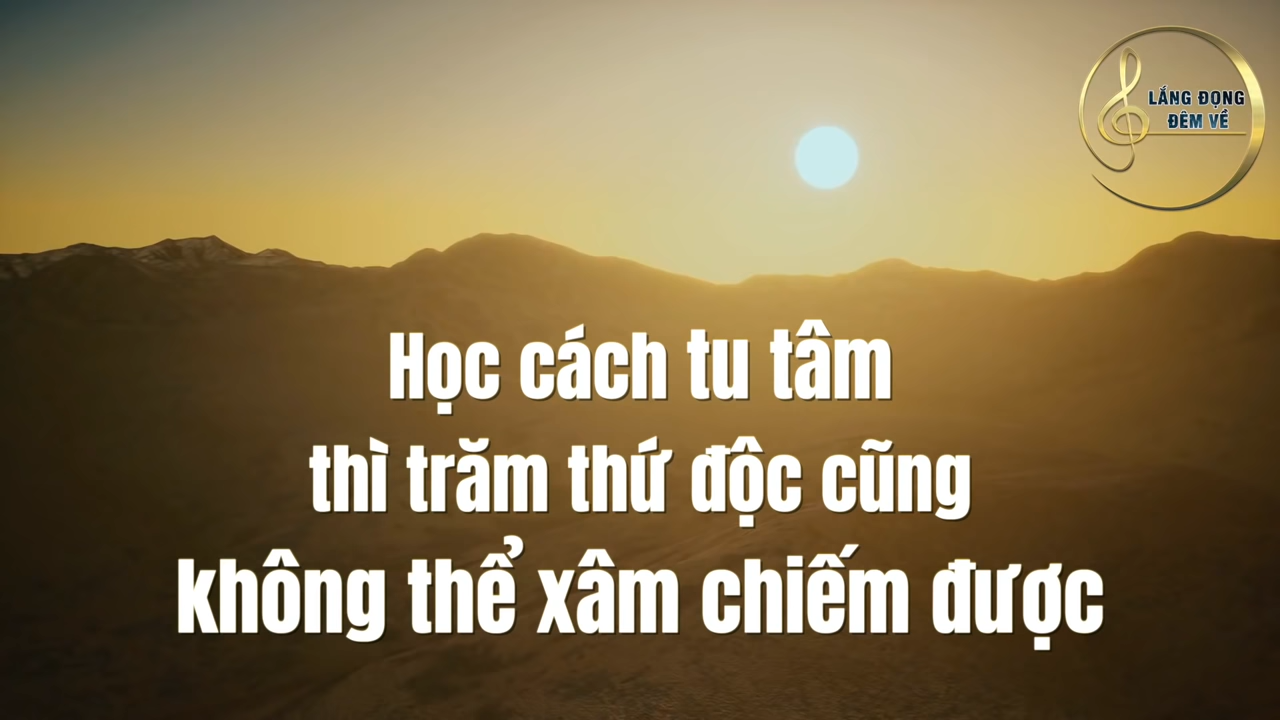 LẮNG ĐỌNG
ĐÊM VỀ
Học cách tu tâm
thì trăm thứ độc cũng
không thể xâm chiếm được